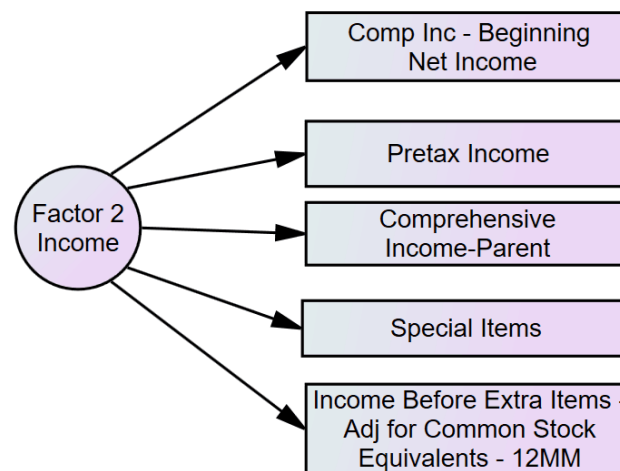 Comp Inc - Beginning
Net Income
Pretax Income
Factor 2
Income
Comprehensive
Income-Parent
Special Items
Income Before Extra Items -
Adj for Common Stock
Equivalents - 12MM